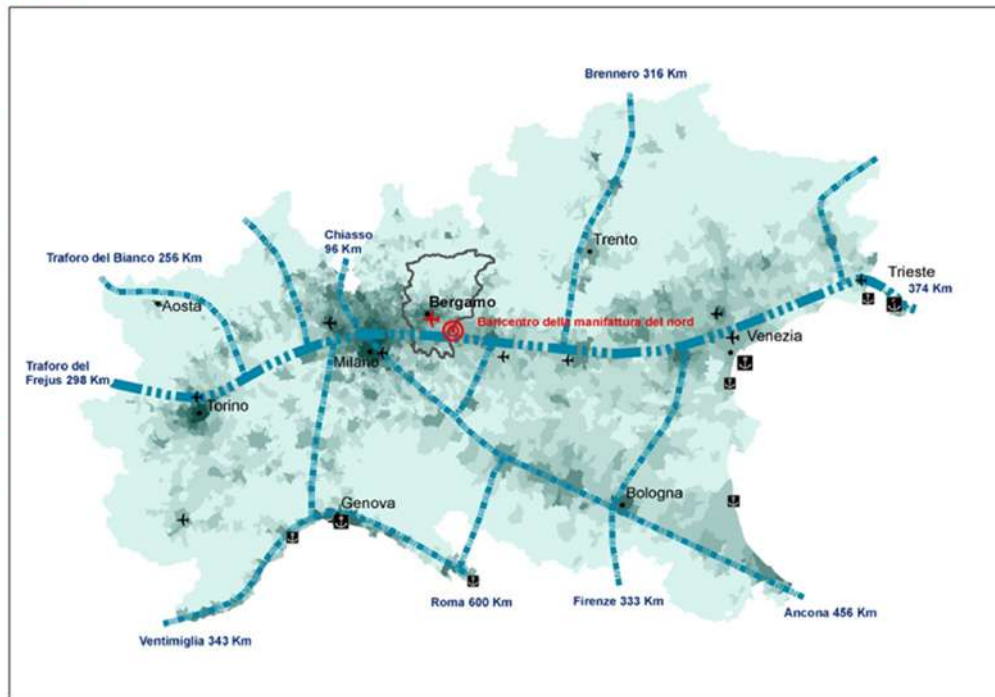 Brennero 316 Km
Chiasso
96 Km
Trento
Traforo del Bianco 256 Km
Aosta
Trieste
374 Km
Bergamo
Baricentro della manifattura del nord
Venezia
Milano
Traforo del
Frejus 298 Km
Torino
Genova
Bologna
Roma 600 Km
Firenze 333 Km
Ancona 456 Km
Ventimiglia 343 Km